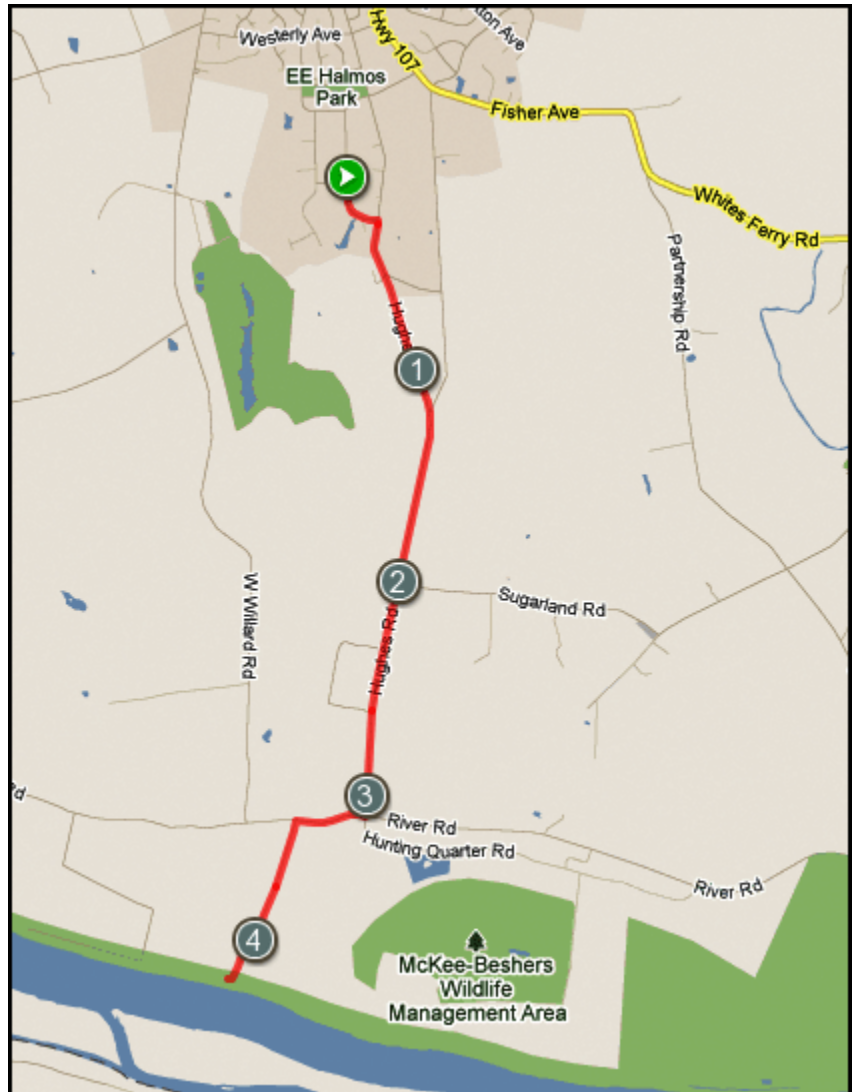 Westerly Ave
Hwy 107
EE Halmos
Park
Fisher Ave
Whites Ferry Rd
Partnership Rd
1
2
Sugarland Rd
W Willard Rd
Hughes Rd
3
River Rd
Hunting Quarter Rd
River Rd
4
McKee-Beshers
Wildlife
Management Area